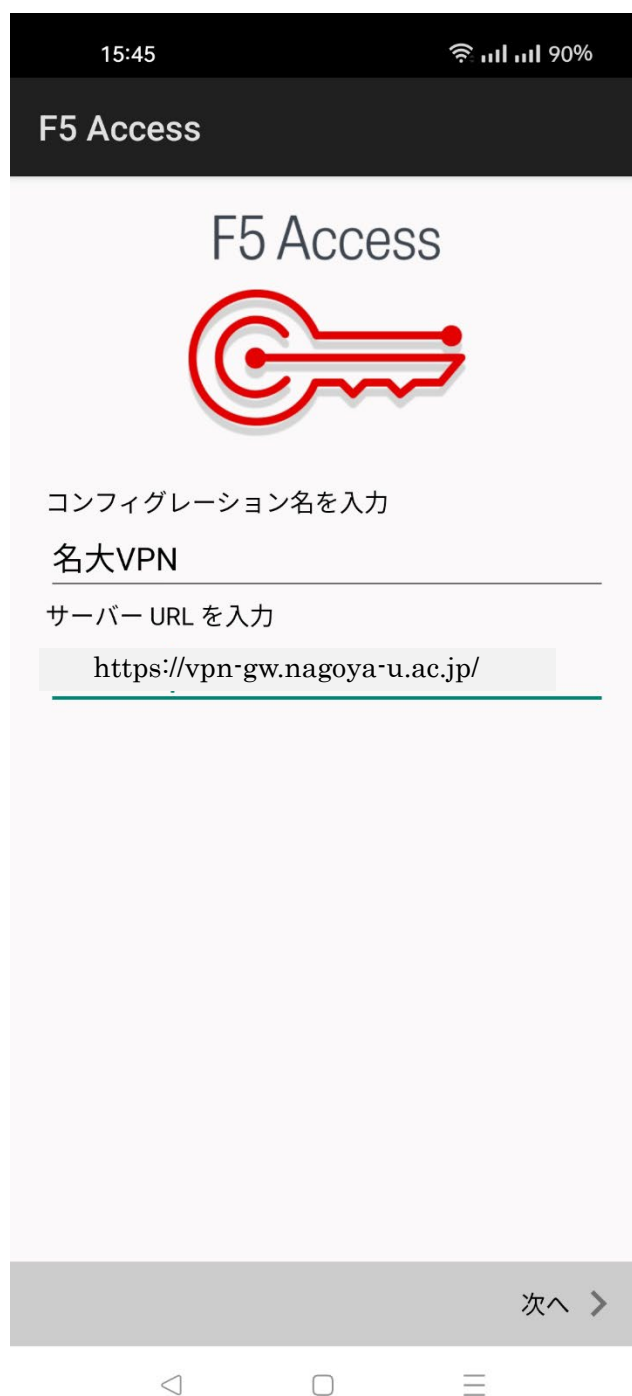 15:45 90%
F5 Access
F5 Access
コンフィグレーション名を入力
名大VPN
サーバー URL を入力
https://vpn-gw.nagoya-u.ac.jp/
次へ